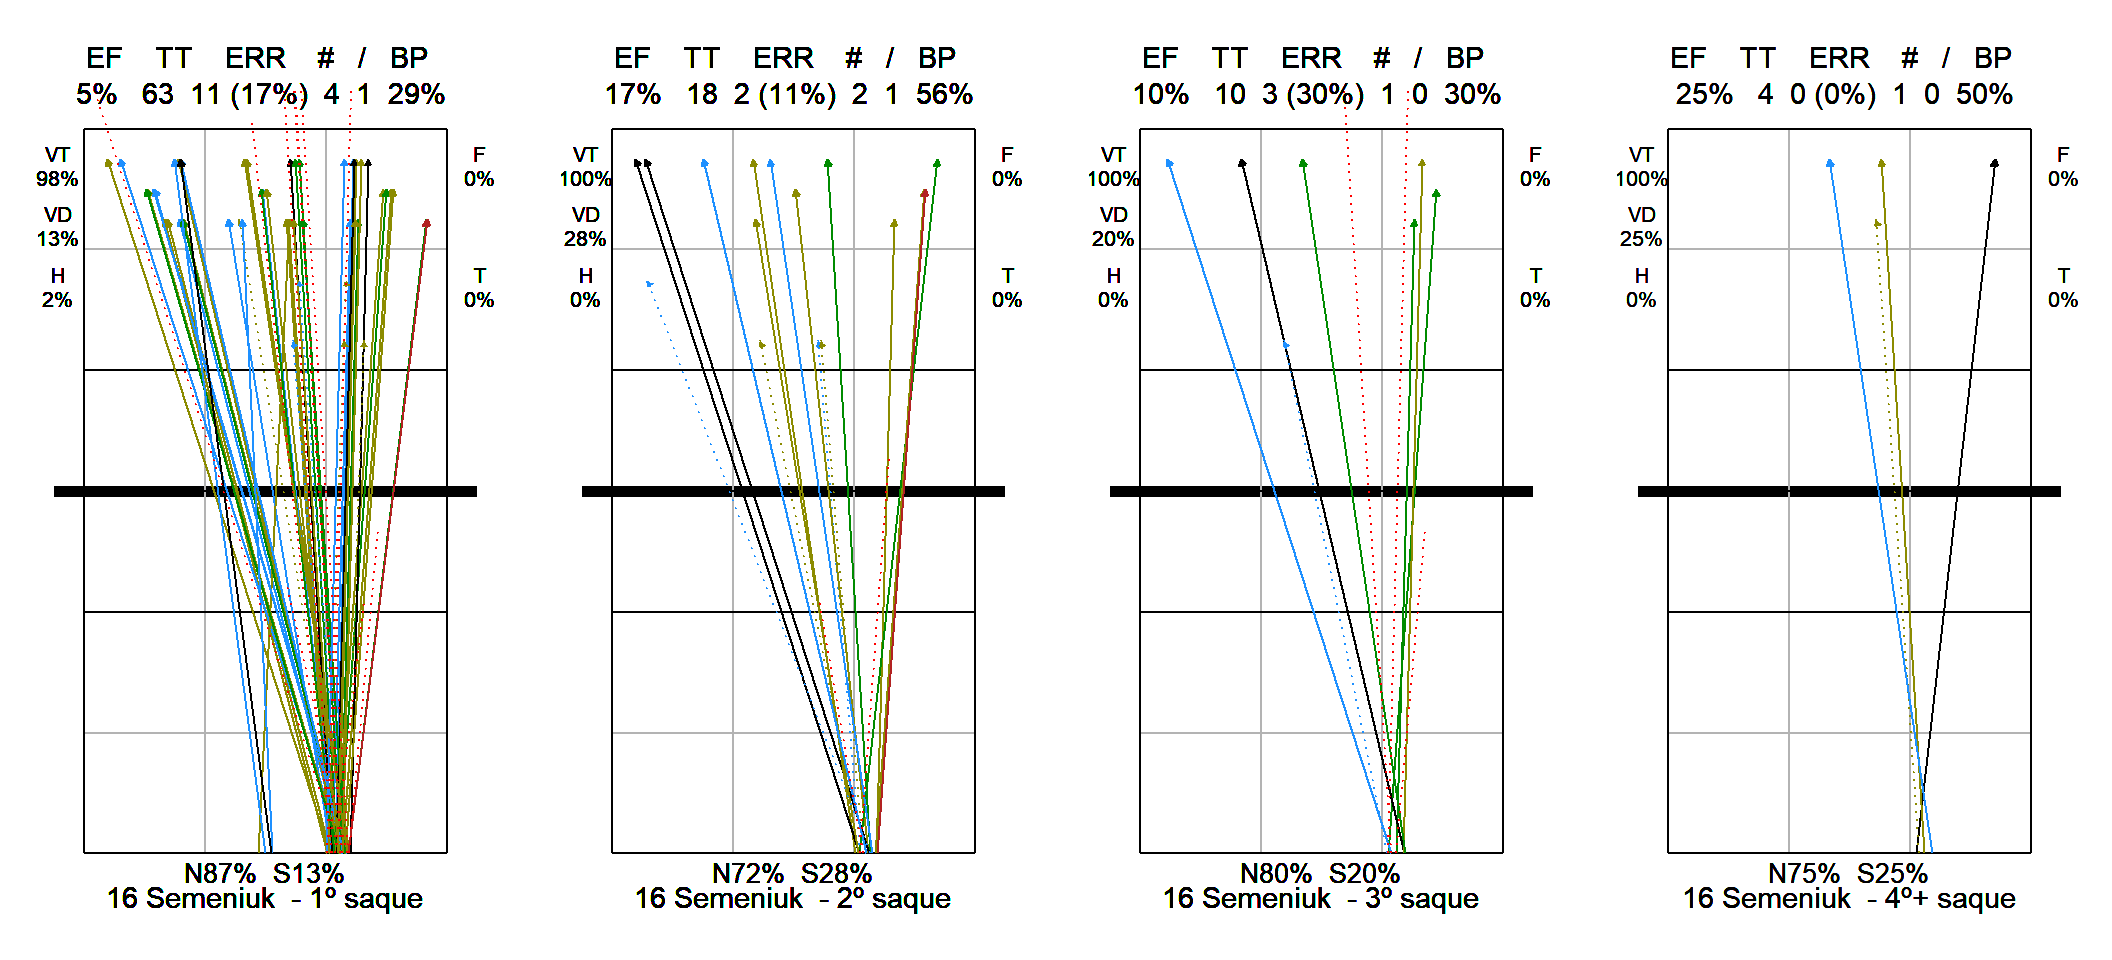 EF TT ERR # / BP
5% 63 11 (17%) 4 1 29%
VT
98%
VD
13%
H
2%
F
0%
T
0%
N87% S13%
16 Semeniuk - 1º saque
EF TT ERR # / BP
17% 18 2 (11%) 2 1 56%
VT
100%
VD
28%
H
0%
F
0%
T
0%
N72% S28%
16 Semeniuk - 2º saque
EF TT ERR # / BP
10% 10 3 (30%) 1 0 30%
VT
100%
VD
20%
H
0%
F
0%
T
0%
N80% S20%
16 Semeniuk - 3º saque
EF TT ERR # / BP
25% 4 0 (0%) 1 0 50%
VT
100%
VD
25%
H
0%
F
0%
T
0%
N75% S25%
16 Semeniuk - 4º+ saque